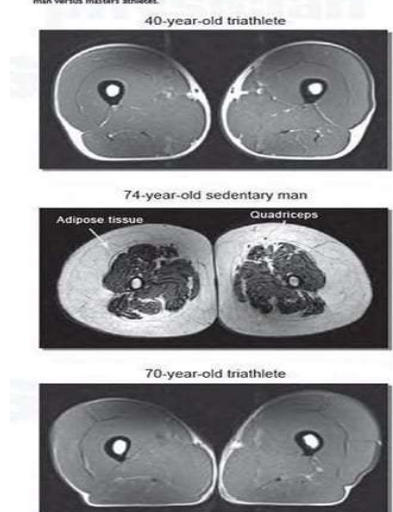 man versus masters athletes.
40-year-old triathlete
74-year-old sedentary man
Adipose tissue
Quadriceps
70-year-old triathlete